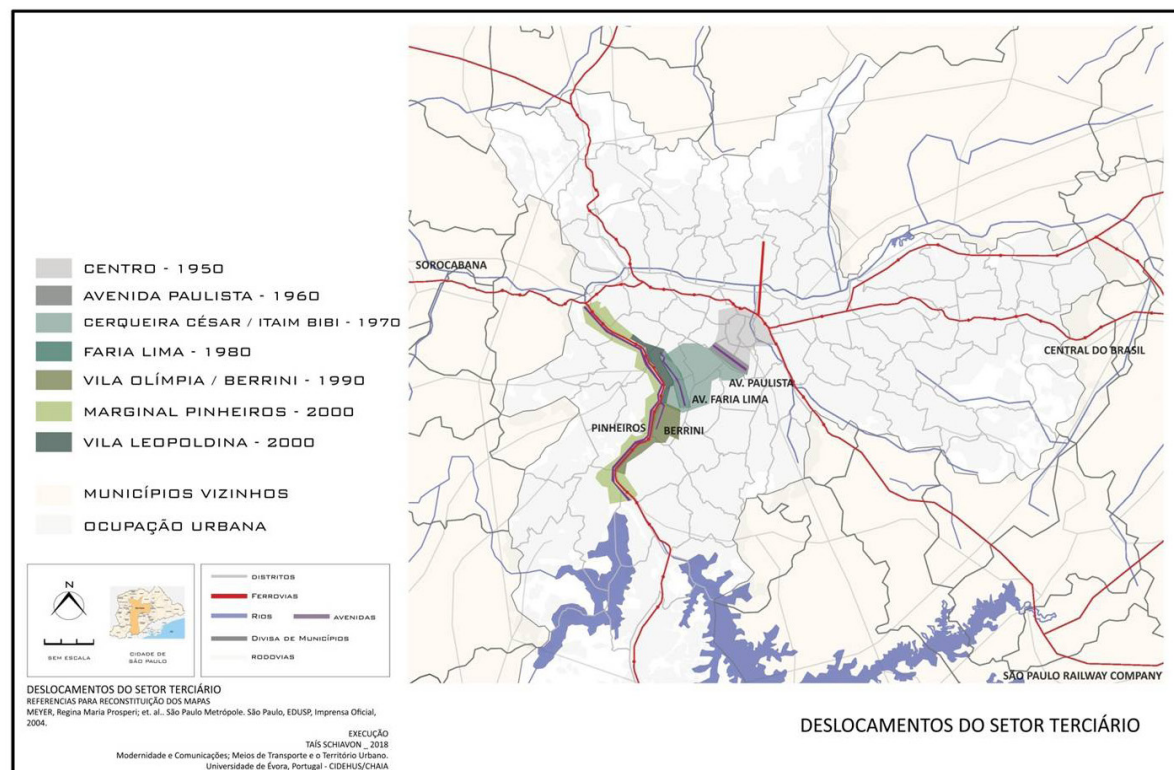 CENTRO - 1950
AVENIDA PAULISTA - 1960
CERQUEIRA CÉSAR / ITAIM BIBI - 1970
FARIA LIMA - 1980
VILA OLÍMPIA / BERRINI - 1990
MARGINAL PINHEIROS - 2000
VILA LEOPOLDINA - 2000
MUNICÍPIOS VIZINHOS
OCUPAÇÃO URBANA
N
SEM ESCALA
CIDADE DE
SÃO PAULO
DISTRITOS
FERROVIAS
RIOS
AVENIDAS
DIVISA DE MUNICÍPIOS
RODOVIAS
DESLOCAMENTOS DO SETOR TERCIÁRIO
REFERENCIAS PARA RECONSTITUIÇÃO DOS MAPAS
MEYER, Regina Maria Prosperi; et. al.. São Paulo Metrópole. São Paulo, EDUSP, Imprensa Oficial,
2004.
EXECUÇÃO
TAÍS SCHIAVON _ 2018
Modernidade e Comunicações; Meios de Transporte e o Território Urbano.
Universidade de Évora, Portugal - CIDEHUS/CHAIA
SOROCABANA
CENTRAL DO BRASIL
AV. PAULISTA
AV. FARIA LIMA
PINHEIROS
BERRINI
SÃO PAULO RAILWAY COMPANY
DESLOCAMENTOS DO SETOR TERCIÁRIO